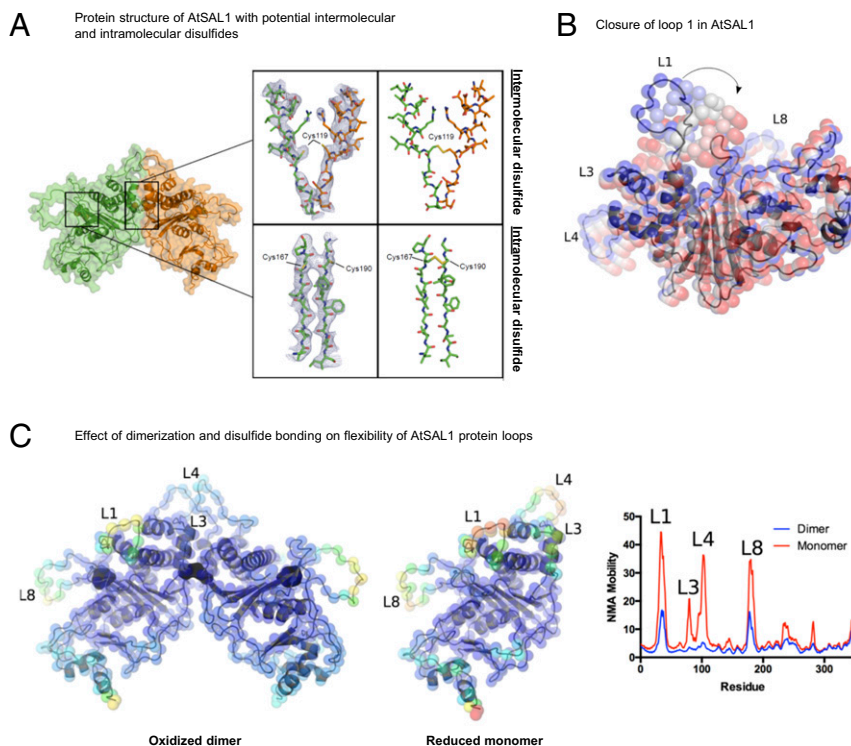 A
Protein structure of AtSAL1 with potential intermolecular
and intramolecular disulfides
Cys119
Cys119
Intermolecular disulfide
Cys167
Cys190
Cys167
Cys190
Intramolecular disulfide
B
Closure of loop 1 in AtSAL1
L1
L8
L3
L4
C
Effect of dimerization and disulfide bonding on flexibility of AtSAL1 protein loops
L4
L1
L3
L8
Oxidized dimer
L4
L1
L3
L8
Reduced monomer
50
40
30
20
10
0
NMA Mobility
L1
L3
L4
L8
Dimer
Monomer
0
100
200
300
Residue